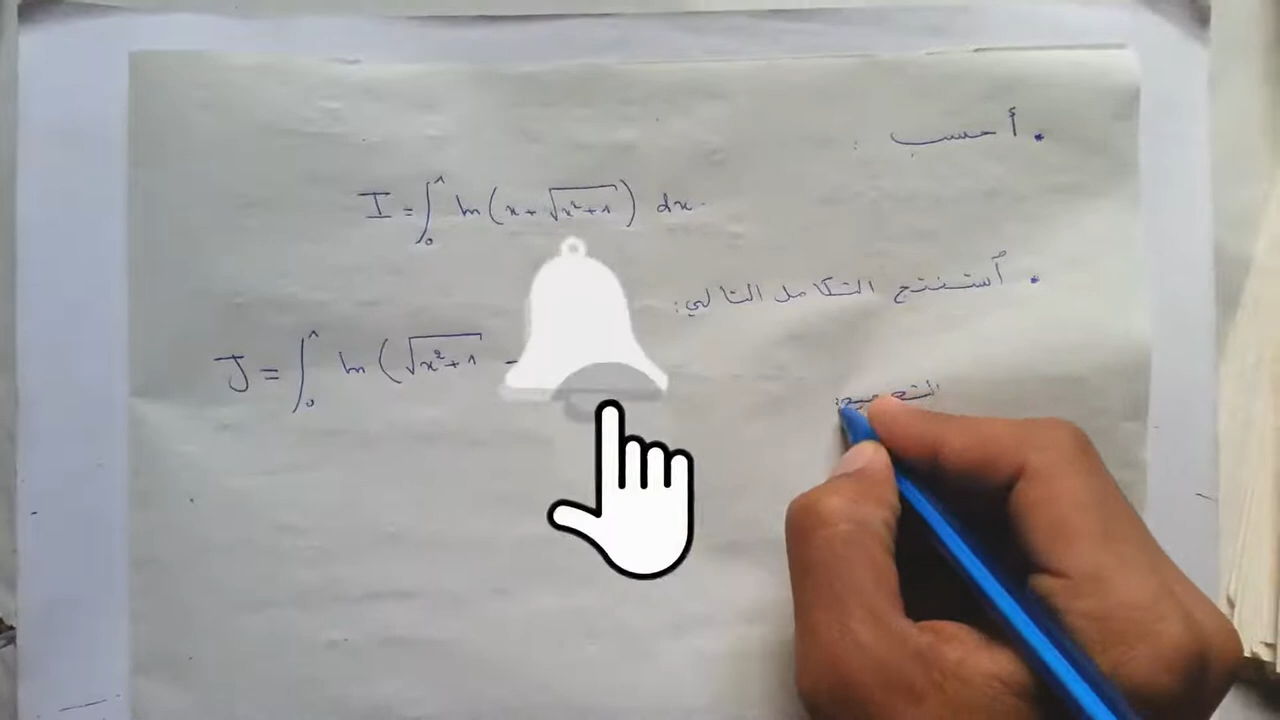 • أحسب :
I = ∫₀¹ ln(x + √(x²+1)) dx.
• أستنتج التكامل التالي:
J = ∫₀¹ ln(√(x²+1) -